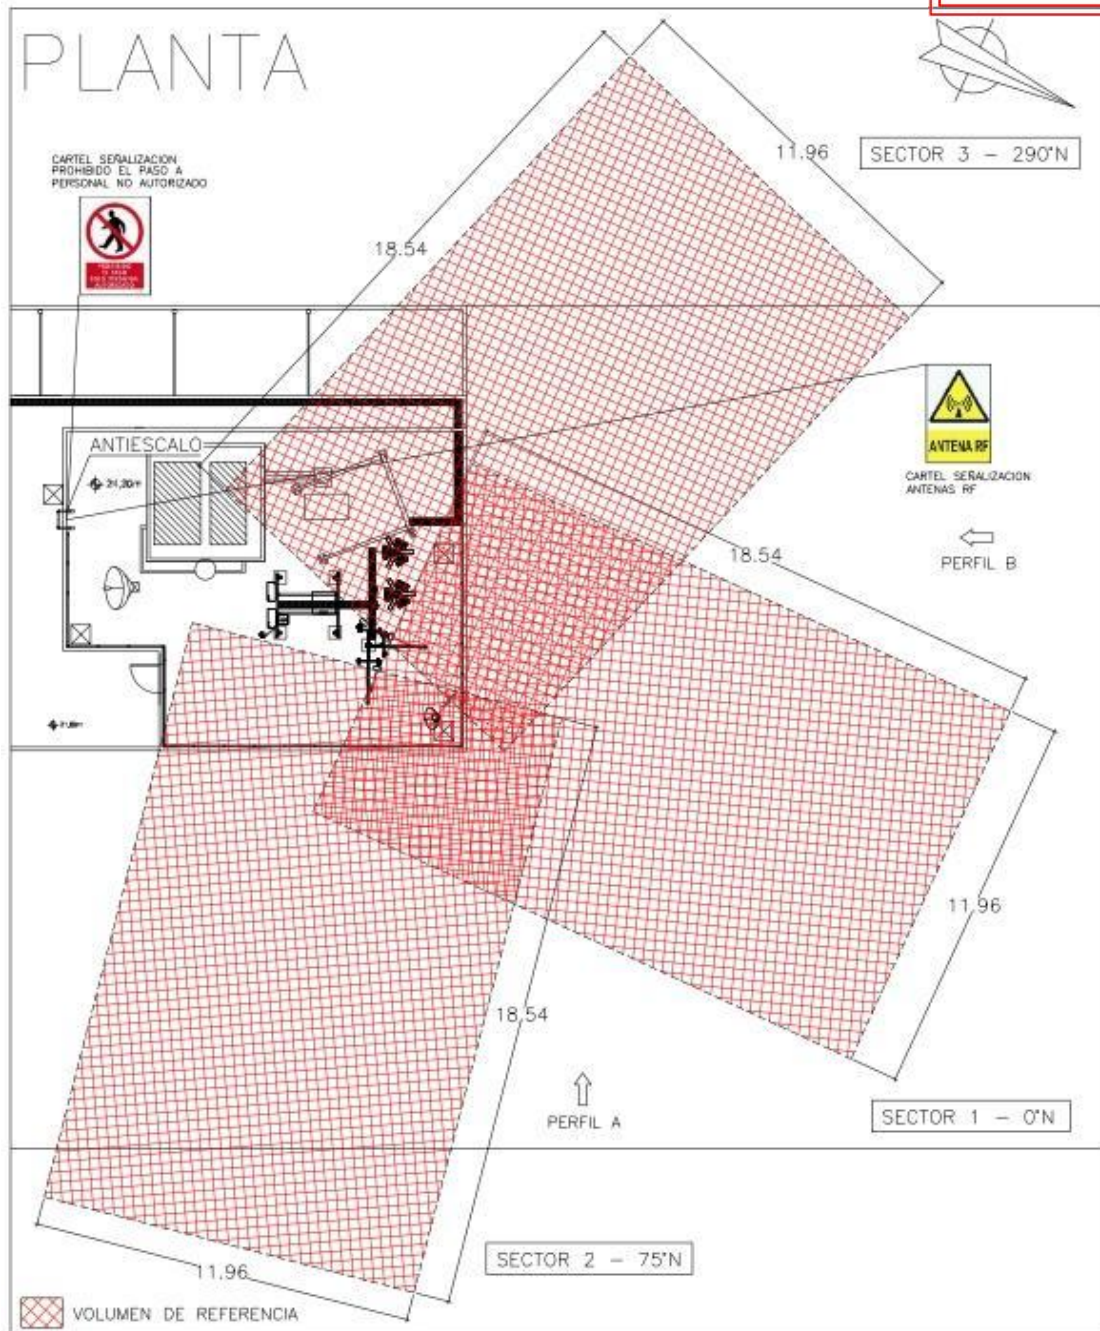 PLANTA
CARTEL SEÑALIZACION
PROHIBIDO EL PASO A
PERSONAL NO AUTORIZADO
11.96
SECTOR 3 - 290°N
18.54
ANTIESCALO
ANTENA RF
CARTEL SEÑALIZACION
ANTENAS RF
PERFIL B
18.54
11.96
18.54
PERFIL A
SECTOR 1 - 0°N
SECTOR 2 - 75°N
11.96
VOLUMEN DE REFERENCIA